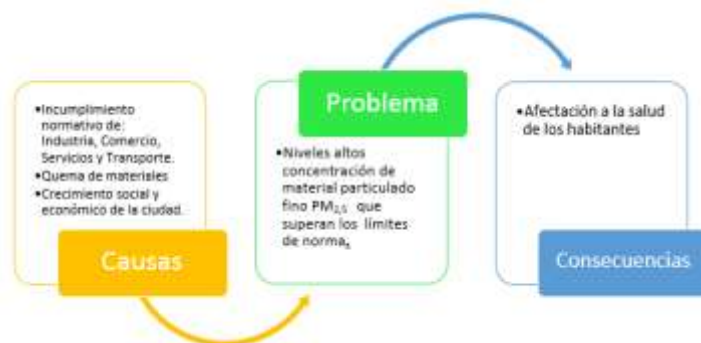 •Incumplimiento
normativo de:
Industria, Comercio,
Servicios y Transporte.
•Quema de materiales
•Crecimiento social y
económico de la ciudad.
Causas
Problema
•Niveles altos
concentración de
material particulado
fino PM2,5 que
superan los límites
de norma.
•Afectación a la salud
de los habitantes
Consecuencias